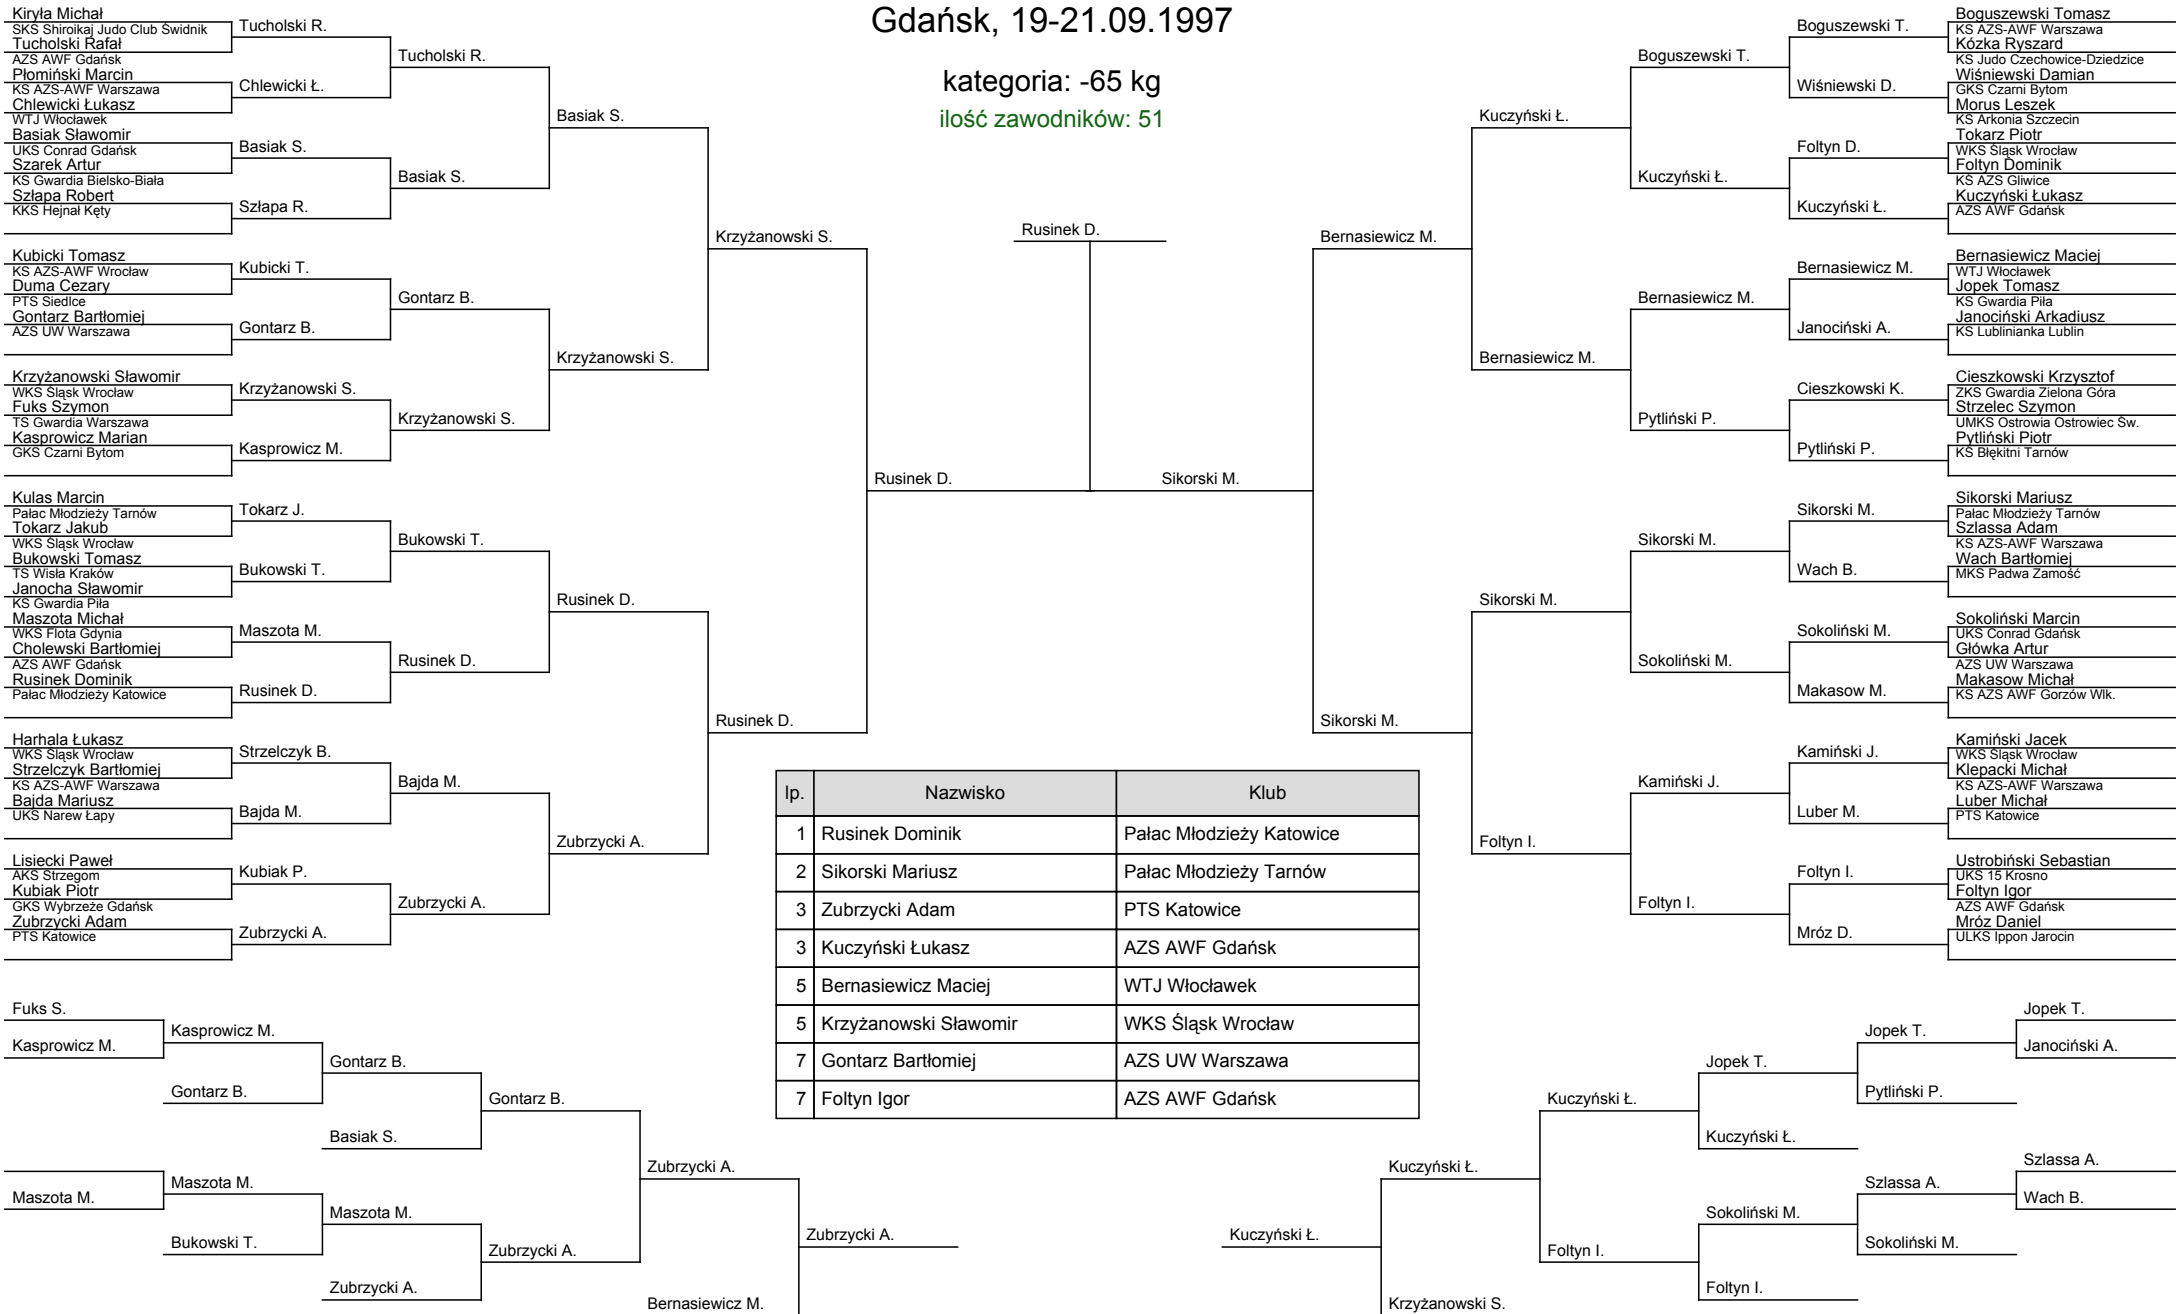 Gdańsk, 19-21.09.1997
kategoria: -65 kg
ilość zawodników: 51
Kiryła Michał
SKS Shiroikaj Judo Club Świdnik
Tucholski Rafał
AZS AWF Gdańsk
Płomiński Marcin
KS AZS-AWF Warszawa
Chlewicki Łukasz
WTJ Włocławek
Basiak Sławomir
UKS Conrad Gdańsk
Szarek Artur
KS Gwardia Bielsko-Biała
Szłapa Robert
KKS Hejnał Kęty
Kubicki Tomasz
KS AZS-AWF Wrocław
Duma Cezary
PTS Siedlce
Gontarz Bartłomiej
AZS UW Warszawa
Krzyżanowski Sławomir
WKS Śląsk Wrocław
Fuks Szymon
TS Gwardia Warszawa
Kasprowicz Marian
GKS Czarni Bytom
Kulas Marcin
Pałac Młodzieży Tarnów
Tokarz Jakub
WKS Śląsk Wrocław
Bukowski Tomasz
TS Wisła Kraków
Janocha Sławomir
KS Gwardia Piła
Maszota Michał
WKS Flota Gdynia
Cholewski Bartłomiej
AZS AWF Gdańsk
Rusinek Dominik
Pałac Młodzieży Katowice
Harhala Łukasz
WKS Śląsk Wrocław
Strzelczyk Bartłomiej
KS AZS-AWF Warszawa
Bajda Mariusz
UKS Narew Łapy
Lisiecki Paweł
AKS Strzegom
Kubiak Piotr
GKS Wybrzeże Gdańsk
Zubrzycki Adam
PTS Katowice
Tucholski R.
Chlewicki Ł.
Basiak S.
Szłapa R.
Kubicki T.
Gontarz B.
Krzyżanowski S.
Kasprowicz M.
Tokarz J.
Bukowski T.
Maszota M.
Rusinek D.
Strzelczyk B.
Bajda M.
Kubiak P.
Zubrzycki A.
Tucholski R.
Basiak S.
Gontarz B.
Krzyżanowski S.
Bukowski T.
Rusinek D.
Bajda M.
Zubrzycki A.
Basiak S.
Krzyżanowski S.
Rusinek D.
Zubrzycki A.
Krzyżanowski S.
Rusinek D.
Rusinek D.
Rusinek D.
Sikorski M.
Bernasiewicz M.
Sikorski M.
Kuczyński Ł.
Bernasiewicz M.
Sikorski M.
Foltyn I.
Boguszewski T.
Kuczyński Ł.
Bernasiewicz M.
Pytliński P.
Sikorski M.
Sokoliński M.
Kamiński J.
Foltyn I.
Boguszewski T.
Wiśniewski D.
Foltyn D.
Kuczyński Ł.
Bernasiewicz M.
Janociński A.
Cieszkowski K.
Pytliński P.
Sikorski M.
Wach B.
Sokoliński M.
Makasow M.
Kamiński J.
Luber M.
Foltyn I.
Mróz D.
Boguszewski Tomasz
KS AZS-AWF Warszawa
Kózka Ryszard
KS Judo Czechowice-Dziedzice
Wiśniewski Damian
GKS Czarni Bytom
Morus Leszek
KS Arkonia Szczecin
Tokarz Piotr
WKS Śląsk Wrocław
Foltyn Dominik
KS AZS Gliwice
Kuczyński Łukasz
AZS AWF Gdańsk
Bernasiewicz Maciej
WTJ Włocławek
Jopek Tomasz
KS Gwardia Piła
Janociński Arkadiusz
KS Lublinianka Lublin
Cieszkowski Krzysztof
ZKS Gwardia Zielona Góra
Strzelec Szymon
UMKS Ostrowia Ostrowiec Św.
Pytliński Piotr
KS Błękitni Tarnów
Sikorski Mariusz
Pałac Młodzieży Tarnów
Szlassa Adam
KS AZS-AWF Warszawa
Wach Bartłomiej
MKS Padwa Zamość
Sokoliński Marcin
UKS Conrad Gdańsk
Główka Artur
AZS UW Warszawa
Makasow Michał
KS AZS AWF Gorzów Wlk.
Kamiński Jacek
WKS Śląsk Wrocław
Klepacki Michał
KS AZS-AWF Warszawa
Luber Michał
PTS Katowice
Ustrobiński Sebastian
UKS 15 Krosno
Foltyn Igor
AZS AWF Gdańsk
Mróz Daniel
ULKS Ippon Jarocin
lp. Nazwisko Klub
1 Rusinek Dominik Pałac Młodzieży Katowice
2 Sikorski Mariusz Pałac Młodzieży Tarnów
3 Zubrzycki Adam PTS Katowice
3 Kuczyński Łukasz AZS AWF Gdańsk
5 Bernasiewicz Maciej WTJ Włocławek
5 Krzyżanowski Sławomir WKS Śląsk Wrocław
7 Gontarz Bartłomiej AZS UW Warszawa
7 Foltyn Igor AZS AWF Gdańsk
Fuks S.
Kasprowicz M.
Maszota M.
Kasprowicz M.
Gontarz B.
Maszota M.
Bukowski T.
Gontarz B.
Basiak S.
Maszota M.
Zubrzycki A.
Gontarz B.
Zubrzycki A.
Zubrzycki A.
Bernasiewicz M.
Zubrzycki A.
Kuczyński Ł.
Kuczyński Ł.
Krzyżanowski S.
Kuczyński Ł.
Foltyn I.
Jopek T.
Kuczyński Ł.
Sokoliński M.
Foltyn I.
Jopek T.
Pytliński P.
Szlassa A.
Sokoliński M.
Jopek T.
Janociński A.
Szlassa A.
Wach B.